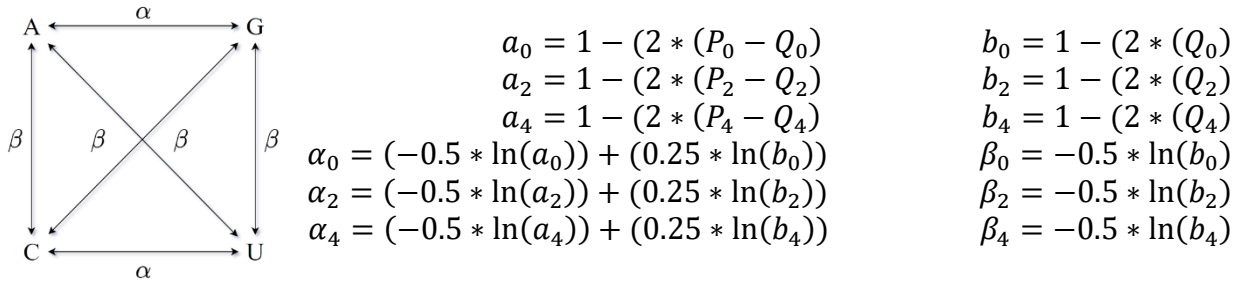 α
A G
β β β β
C U
α
a₀ = 1 − (2 * (P₀ − Q₀)
a₂ = 1 − (2 * (P₂ − Q₂)
a₄ = 1 − (2 * (P₄ − Q₄)
α₀ = (−0.5 * ln(a₀)) + (0.25 * ln(b₀))
α₂ = (−0.5 * ln(a₂)) + (0.25 * ln(b₂))
α₄ = (−0.5 * ln(a₄)) + (0.25 * ln(b₄))
b₀ = 1 − (2 * (Q₀)
b₂ = 1 − (2 * (Q₂)
b₄ = 1 − (2 * (Q₄)
β₀ = −0.5 * ln(b₀)
β₂ = −0.5 * ln(b₂)
β₄ = −0.5 * ln(b₄)